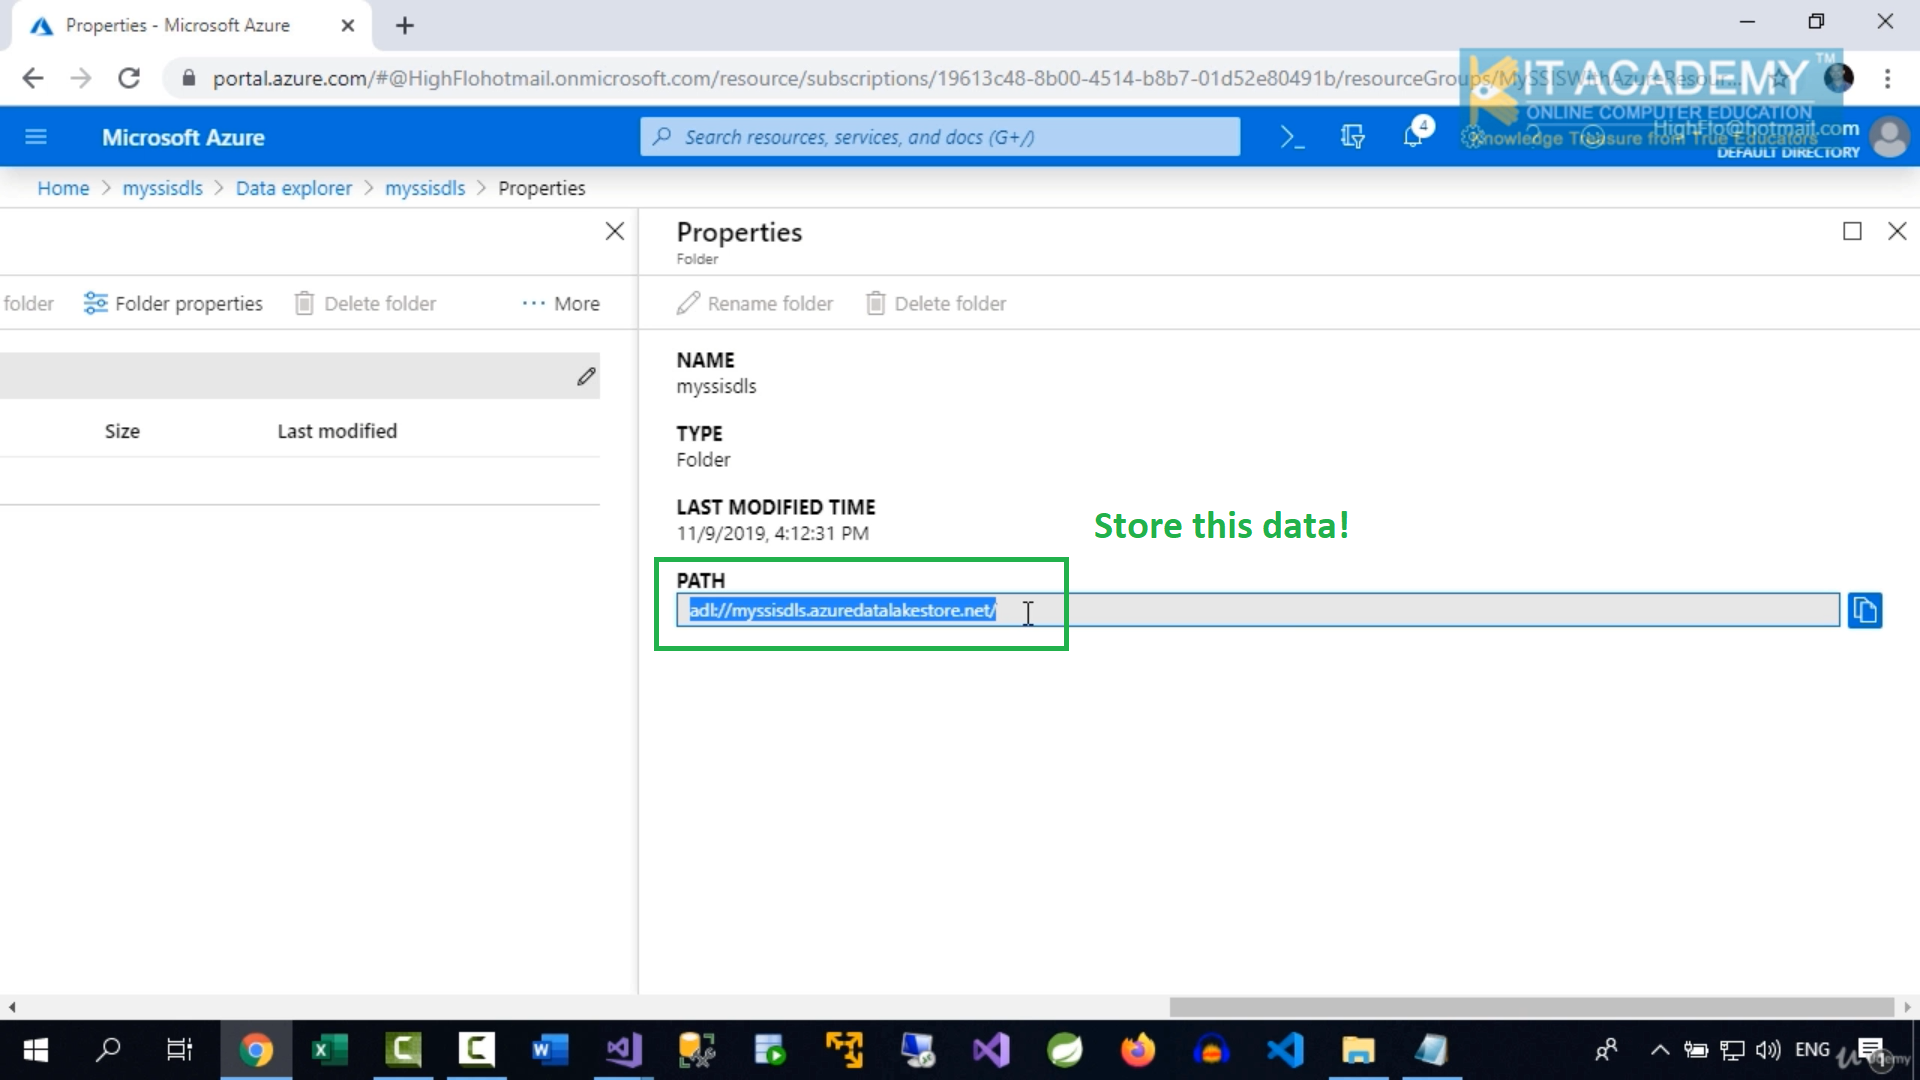 Properties - Microsoft Azure
portal.azure.com/#@HighFlohotmail.onmicrosoft.com/resource/subscriptions/19613c48-8b00-4514-b8b7-01d52e80491b/resourceGroups/MySSISWithAzureResour...
IT ACADEMY™
ONLINE COMPUTER EDUCATION
Knowledge Treasure from True Educators
Microsoft Azure
Search resources, services, and docs (G+/)
4
HighFlo@hotmail.com
DEFAULT DIRECTORY
Home > myssisdls > Data explorer > myssisdls > Properties
Properties
Folder
folder
Folder properties
Delete folder
··· More
Rename folder
Delete folder
Size
Last modified
NAME
myssisdls
TYPE
Folder
LAST MODIFIED TIME
11/9/2019, 4:12:31 PM
Store this data!
PATH
adl://myssisdls.azuredatalakestore.net/
ENG